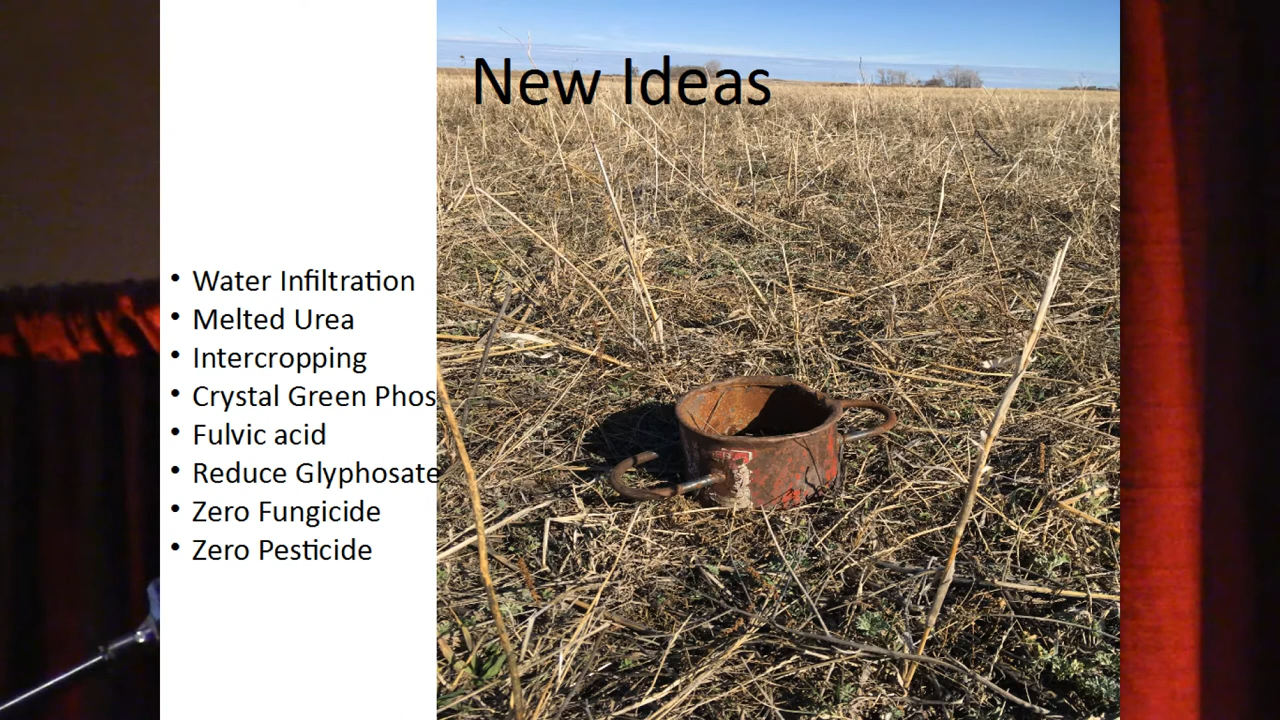 New Ideas
• Water Infiltration
• Melted Urea
• Intercropping
• Crystal Green Phos
• Fulvic acid
• Reduce Glyphosate
• Zero Fungicide
• Zero Pesticide